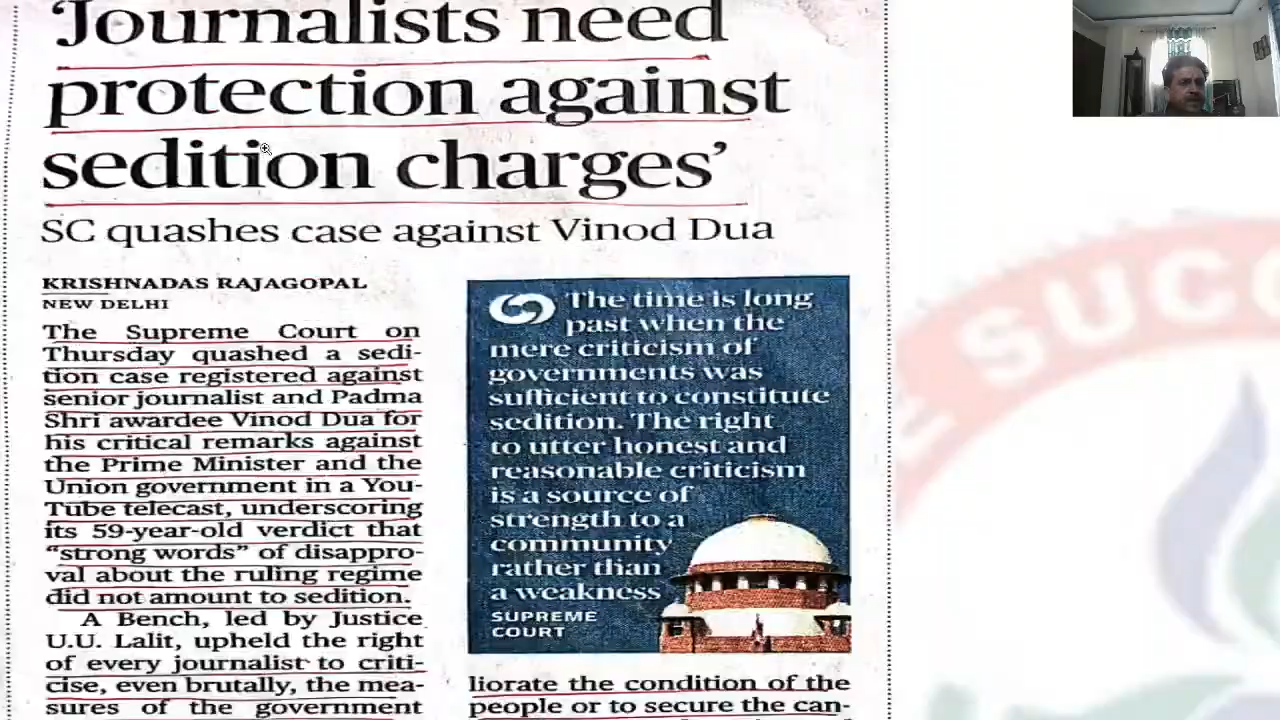 ‘Journalists need
protection against
sedition charges’
SC quashes case against Vinod Dua
KRISHNADAS RAJAGOPAL
NEW DELHI
The Supreme Court on
Thursday quashed a sedi-
tion case registered against
senior journalist and Padma
Shri awardee Vinod Dua for
his critical remarks against
the Prime Minister and the
Union government in a You-
Tube telecast, underscoring
its 59-year-old verdict that
“strong words” of disappro-
val about the ruling regime
did not amount to sedition.
A Bench, led by Justice
U.U. Lalit, upheld the right
of every journalist to criti-
cise, even brutally, the mea-
sures of the government
The time is long
past when the
mere criticism of
governments was
sufficient to constitute
sedition. The right
to utter honest and
reasonable criticism
is a source of
strength to a
community
rather than
a weakness
SUPREME
COURT
liorate the condition of the
people or to secure the can-